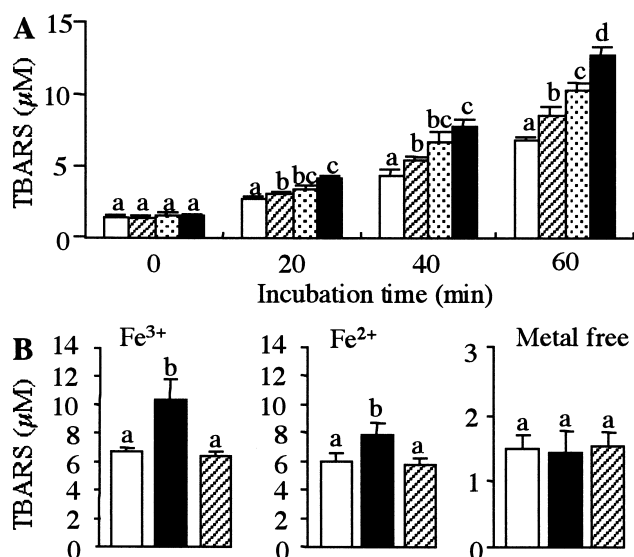 A
15
10
5
0
TBARS (µM)
a a a a
a b bc c
a b bc c
a b c d
0 20 40 60
Incubation time (min)
B
Fe3+ Fe2+ Metal free
TBARS (µM)
14
12
10
8
6
4
2
0
a b a
14
12
10
8
6
4
2
0
a b a
3
2
1
0
a a a